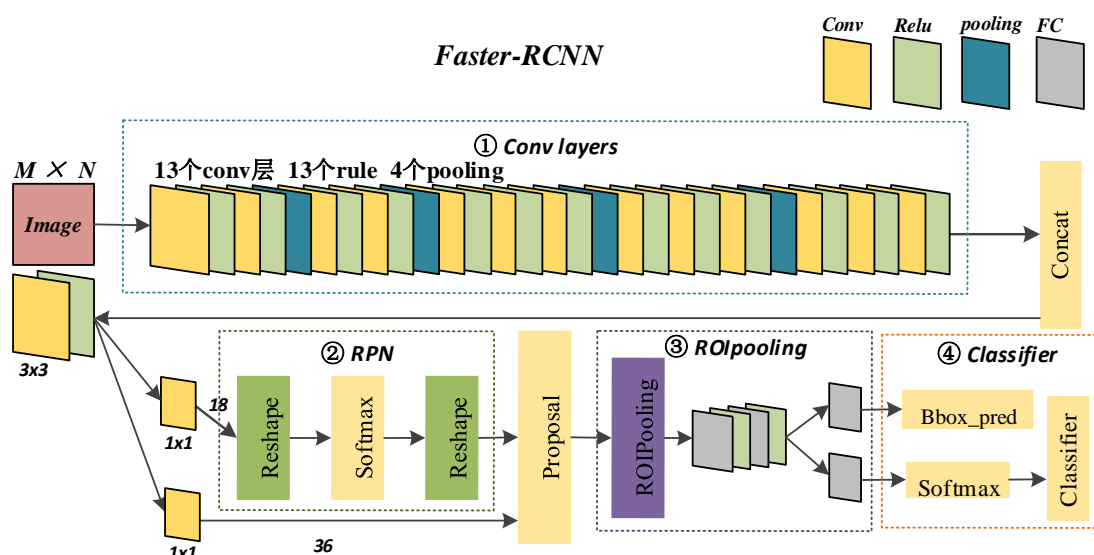 Faster-RCNN
Conv Relu pooling FC
① Conv layers
M × N
13个conv层 13个rule 4个pooling
Image
Concat
3x3
② RPN
③ ROIpooling
④ Classifier
18
1x1
Reshape
Softmax
Reshape
Proposal
ROIPooling
Bbox_pred
Softmax
Classifier
1x1
36